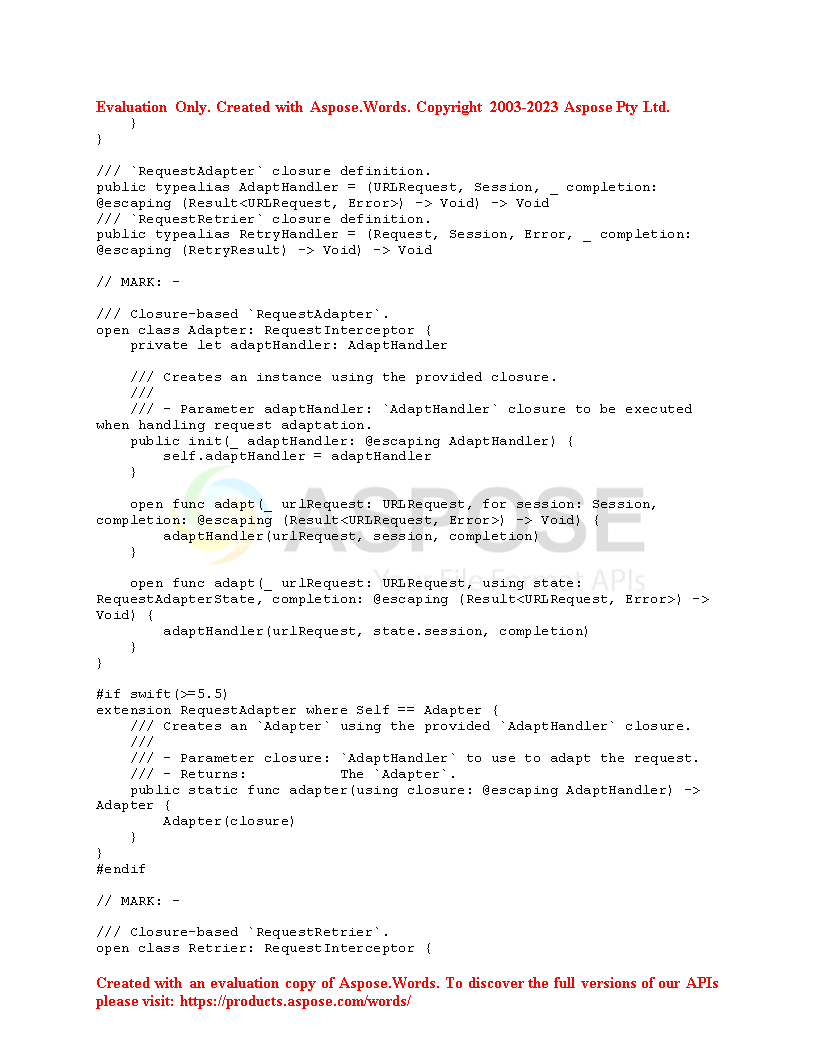 Evaluation Only. Created with Aspose.Words. Copyright 2003-2023 Aspose Pty Ltd.
    }
}

/// `RequestAdapter` closure definition.
public typealias AdaptHandler = (URLRequest, Session, _ completion:
@escaping (Result<URLRequest, Error>) -> Void) -> Void
/// `RequestRetrier` closure definition.
public typealias RetryHandler = (Request, Session, Error, _ completion:
@escaping (RetryResult) -> Void) -> Void

// MARK: -

/// Closure-based `RequestAdapter`.
open class Adapter: RequestInterceptor {
    private let adaptHandler: AdaptHandler

    /// Creates an instance using the provided closure.
    ///
    /// - Parameter adaptHandler: `AdaptHandler` closure to be executed
when handling request adaptation.
    public init(_ adaptHandler: @escaping AdaptHandler) {
        self.adaptHandler = adaptHandler
    }

    open func adapt(_ urlRequest: URLRequest, for session: Session,
completion: @escaping (Result<URLRequest, Error>) -> Void) {
        adaptHandler(urlRequest, session, completion)
    }
ASPOSE
Your File Format APIs

    open func adapt(_ urlRequest: URLRequest, using state:
RequestAdapterState, completion: @escaping (Result<URLRequest, Error>) ->
Void) {
        adaptHandler(urlRequest, state.session, completion)
    }
}

#if swift(>=5.5)
extension RequestAdapter where Self == Adapter {
    /// Creates an `Adapter` using the provided `AdaptHandler` closure.
    ///
    /// - Parameter closure: `AdaptHandler` to use to adapt the request.
    /// - Returns:           The `Adapter`.
    public static func adapter(using closure: @escaping AdaptHandler) ->
Adapter {
        Adapter(closure)
    }
}
#endif

// MARK: -

/// Closure-based `RequestRetrier`.
open class Retrier: RequestInterceptor {

Created with an evaluation copy of Aspose.Words. To discover the full versions of our APIs
please visit: https://products.aspose.com/words/